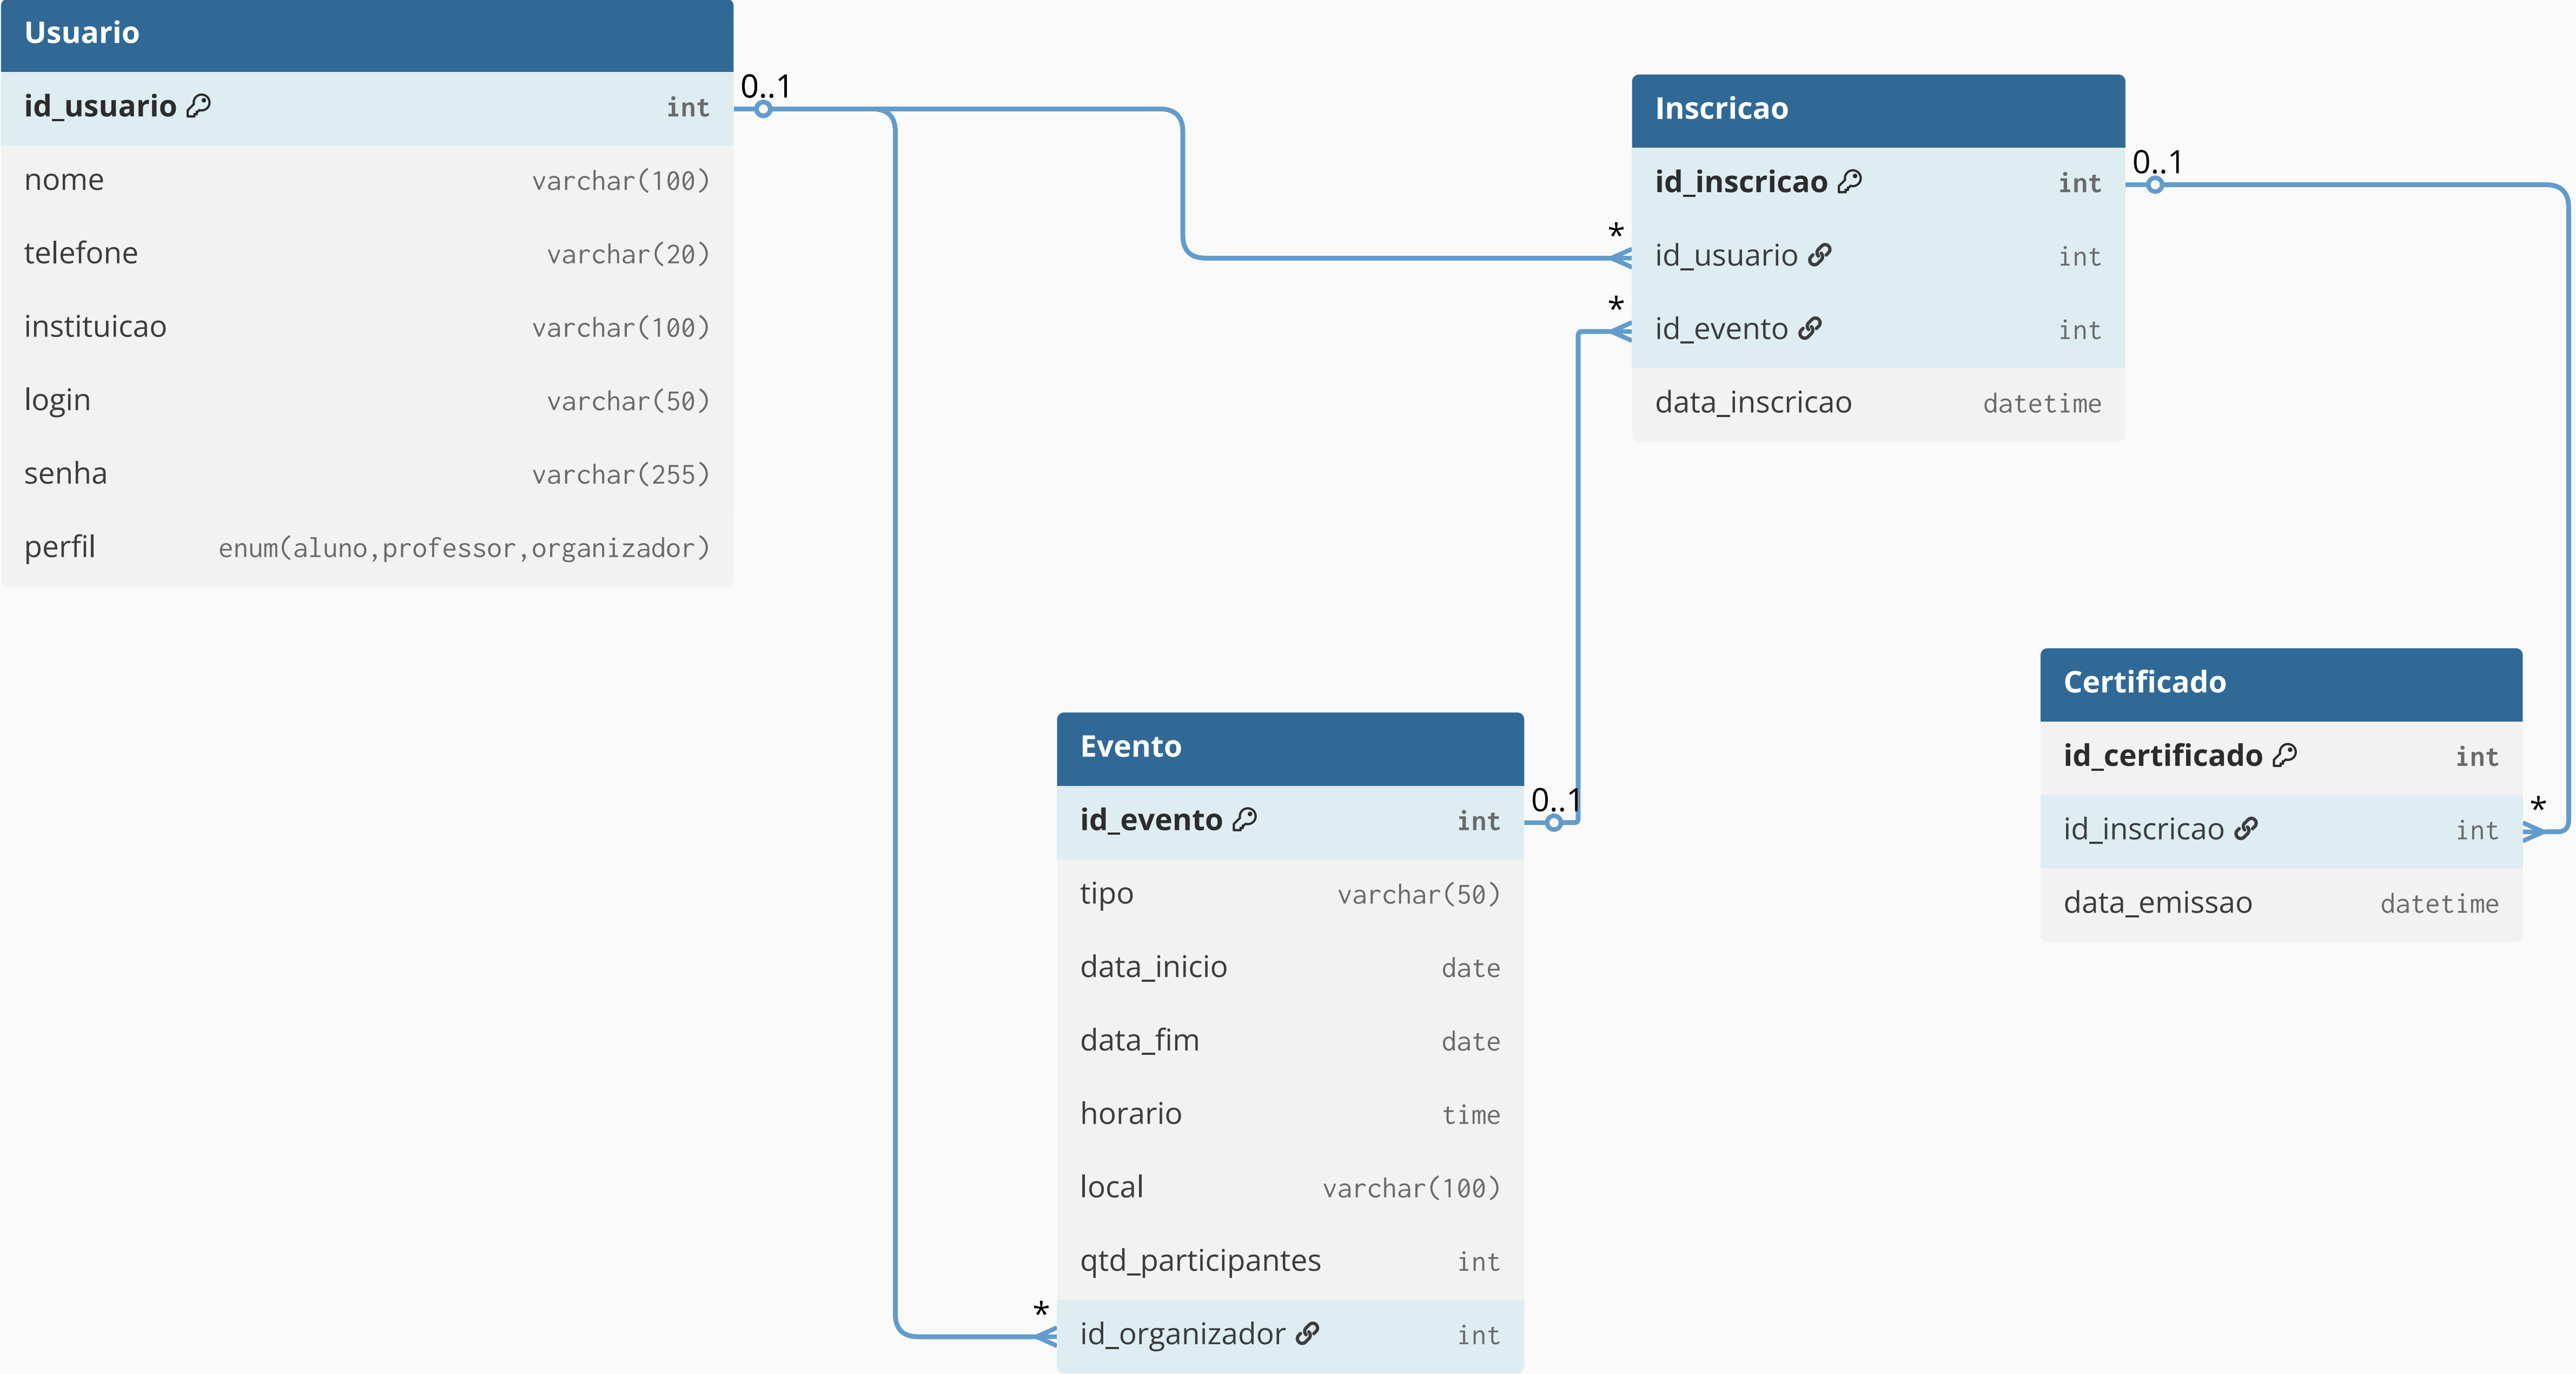 Usuario
id_usuario int
nome varchar(100)
telefone varchar(20)
instituicao varchar(100)
login varchar(50)
senha varchar(255)
perfil enum(aluno,professor,organizador)
0..1
Inscricao
id_inscricao int
id_usuario int
id_evento int
data_inscricao datetime
0..1
*
*
Evento
id_evento int
tipo varchar(50)
data_inicio date
data_fim date
horario time
local varchar(100)
qtd_participantes int
id_organizador int
0..1
*
Certificado
id_certificado int
id_inscricao int
data_emissao datetime
*